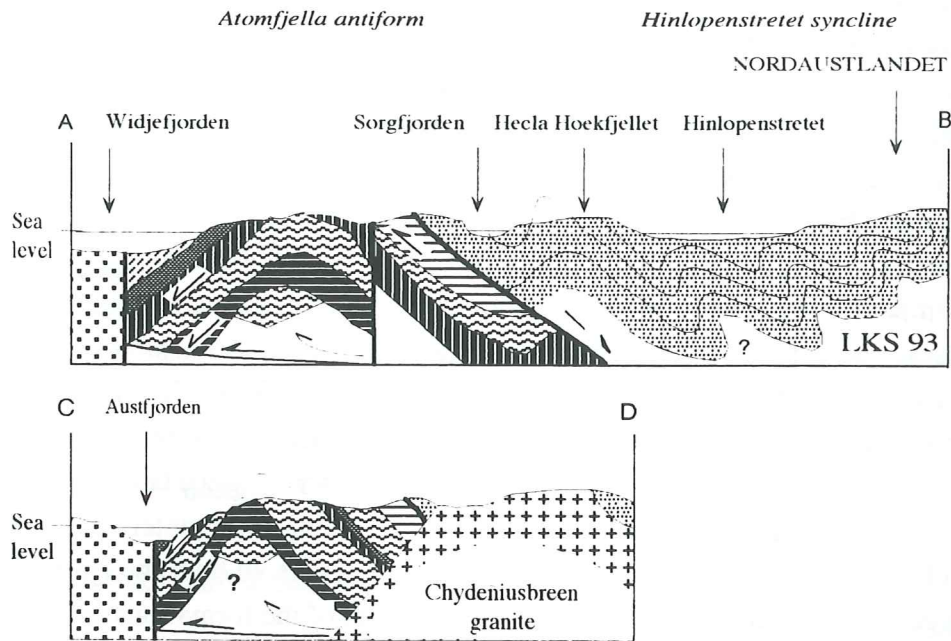 Atomfjella antiform Hinlopenstretet syncline
NORDAUSTLANDET
A Widjefjorden Sorgfjorden Hecla Hoekfjellet Hinlopenstretet B
Sea
level
?
LKS 93
C Austfjorden D
Sea
level
?
Chydeniusbreen
granite